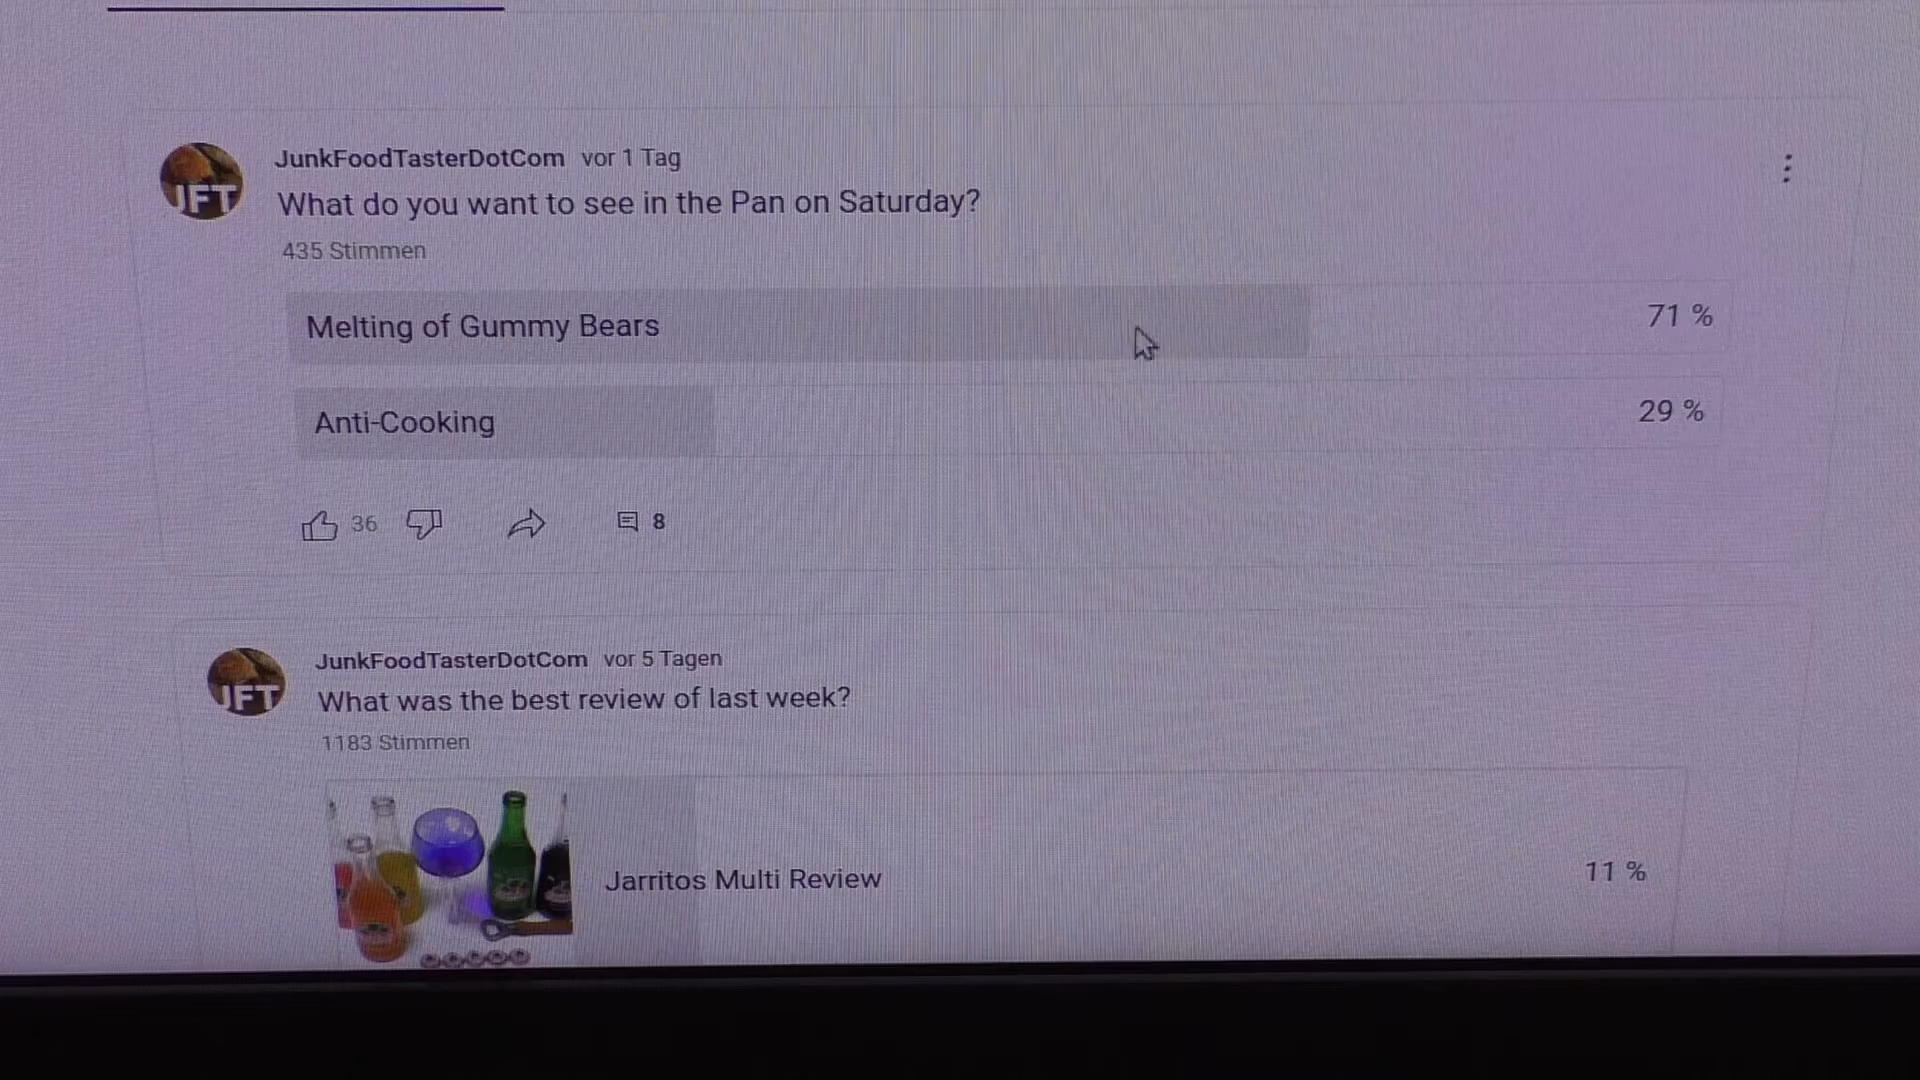 JunkFoodTasterDotCom vor 1 Tag
JFT
What do you want to see in the Pan on Saturday?
435 Stimmen
Melting of Gummy Bears 71 %
Anti-Cooking 29 %
36 8
JunkFoodTasterDotCom vor 5 Tagen
JFT
What was the best review of last week?
1183 Stimmen
Jarritos Multi Review 11 %